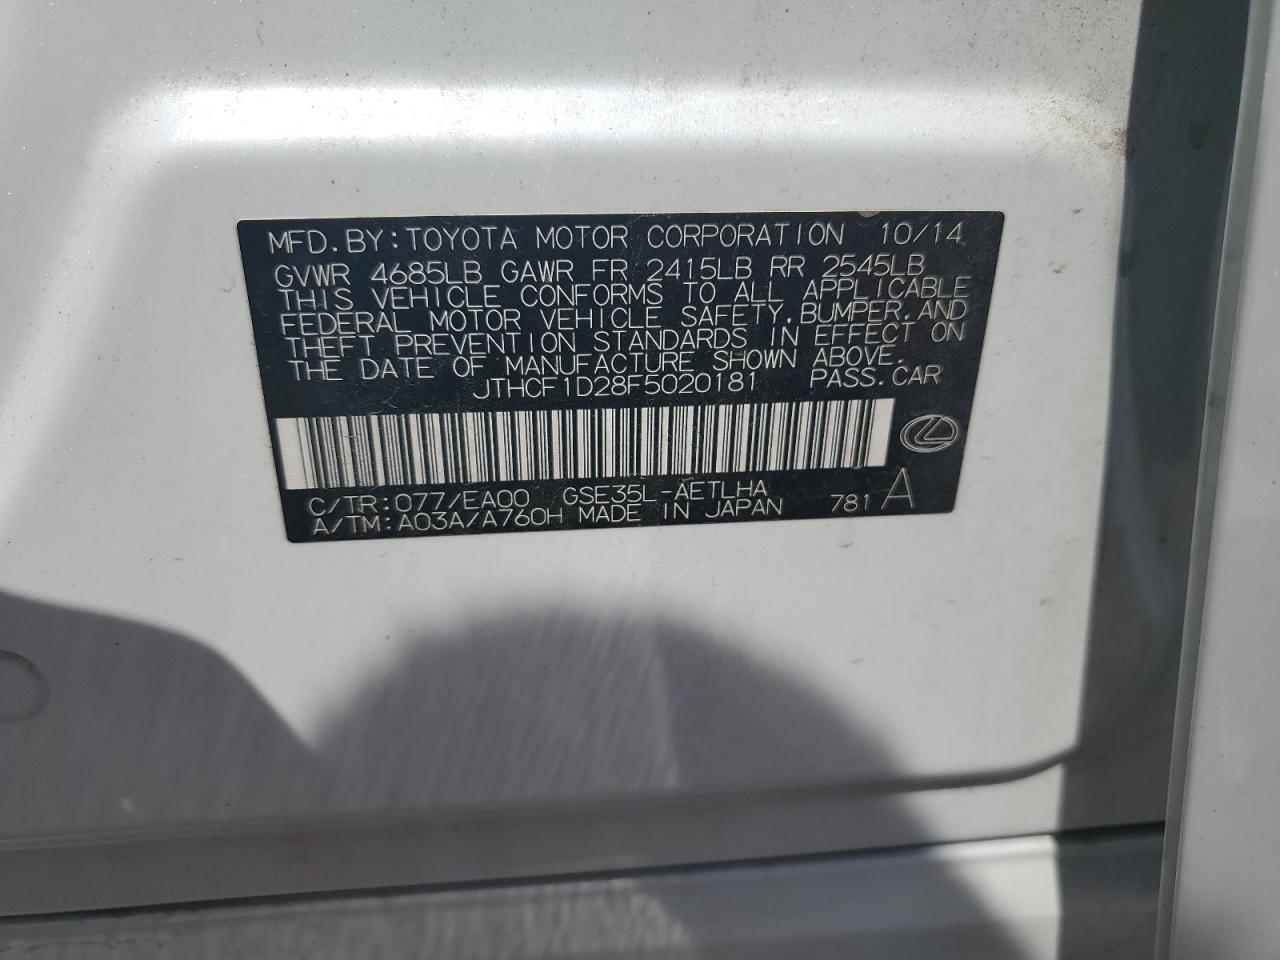 MFD. BY: TOYOTA MOTOR CORPORATION 10/14
GVWR 4685LB GAWR FR 2415LB RR 2545LB
THIS VEHICLE CONFORMS TO ALL APPLICABLE
FEDERAL MOTOR VEHICLE SAFETY, BUMPER, AND
THEFT PREVENTION STANDARDS IN EFFECT ON
THE DATE OF MANUFACTURE SHOWN ABOVE.
JTHCF1D28F5020181 PASS. CAR
C/TR: 077/EA00 GSE35L-AETLHA
A/TM: A03A/A760H MADE IN JAPAN 781 A